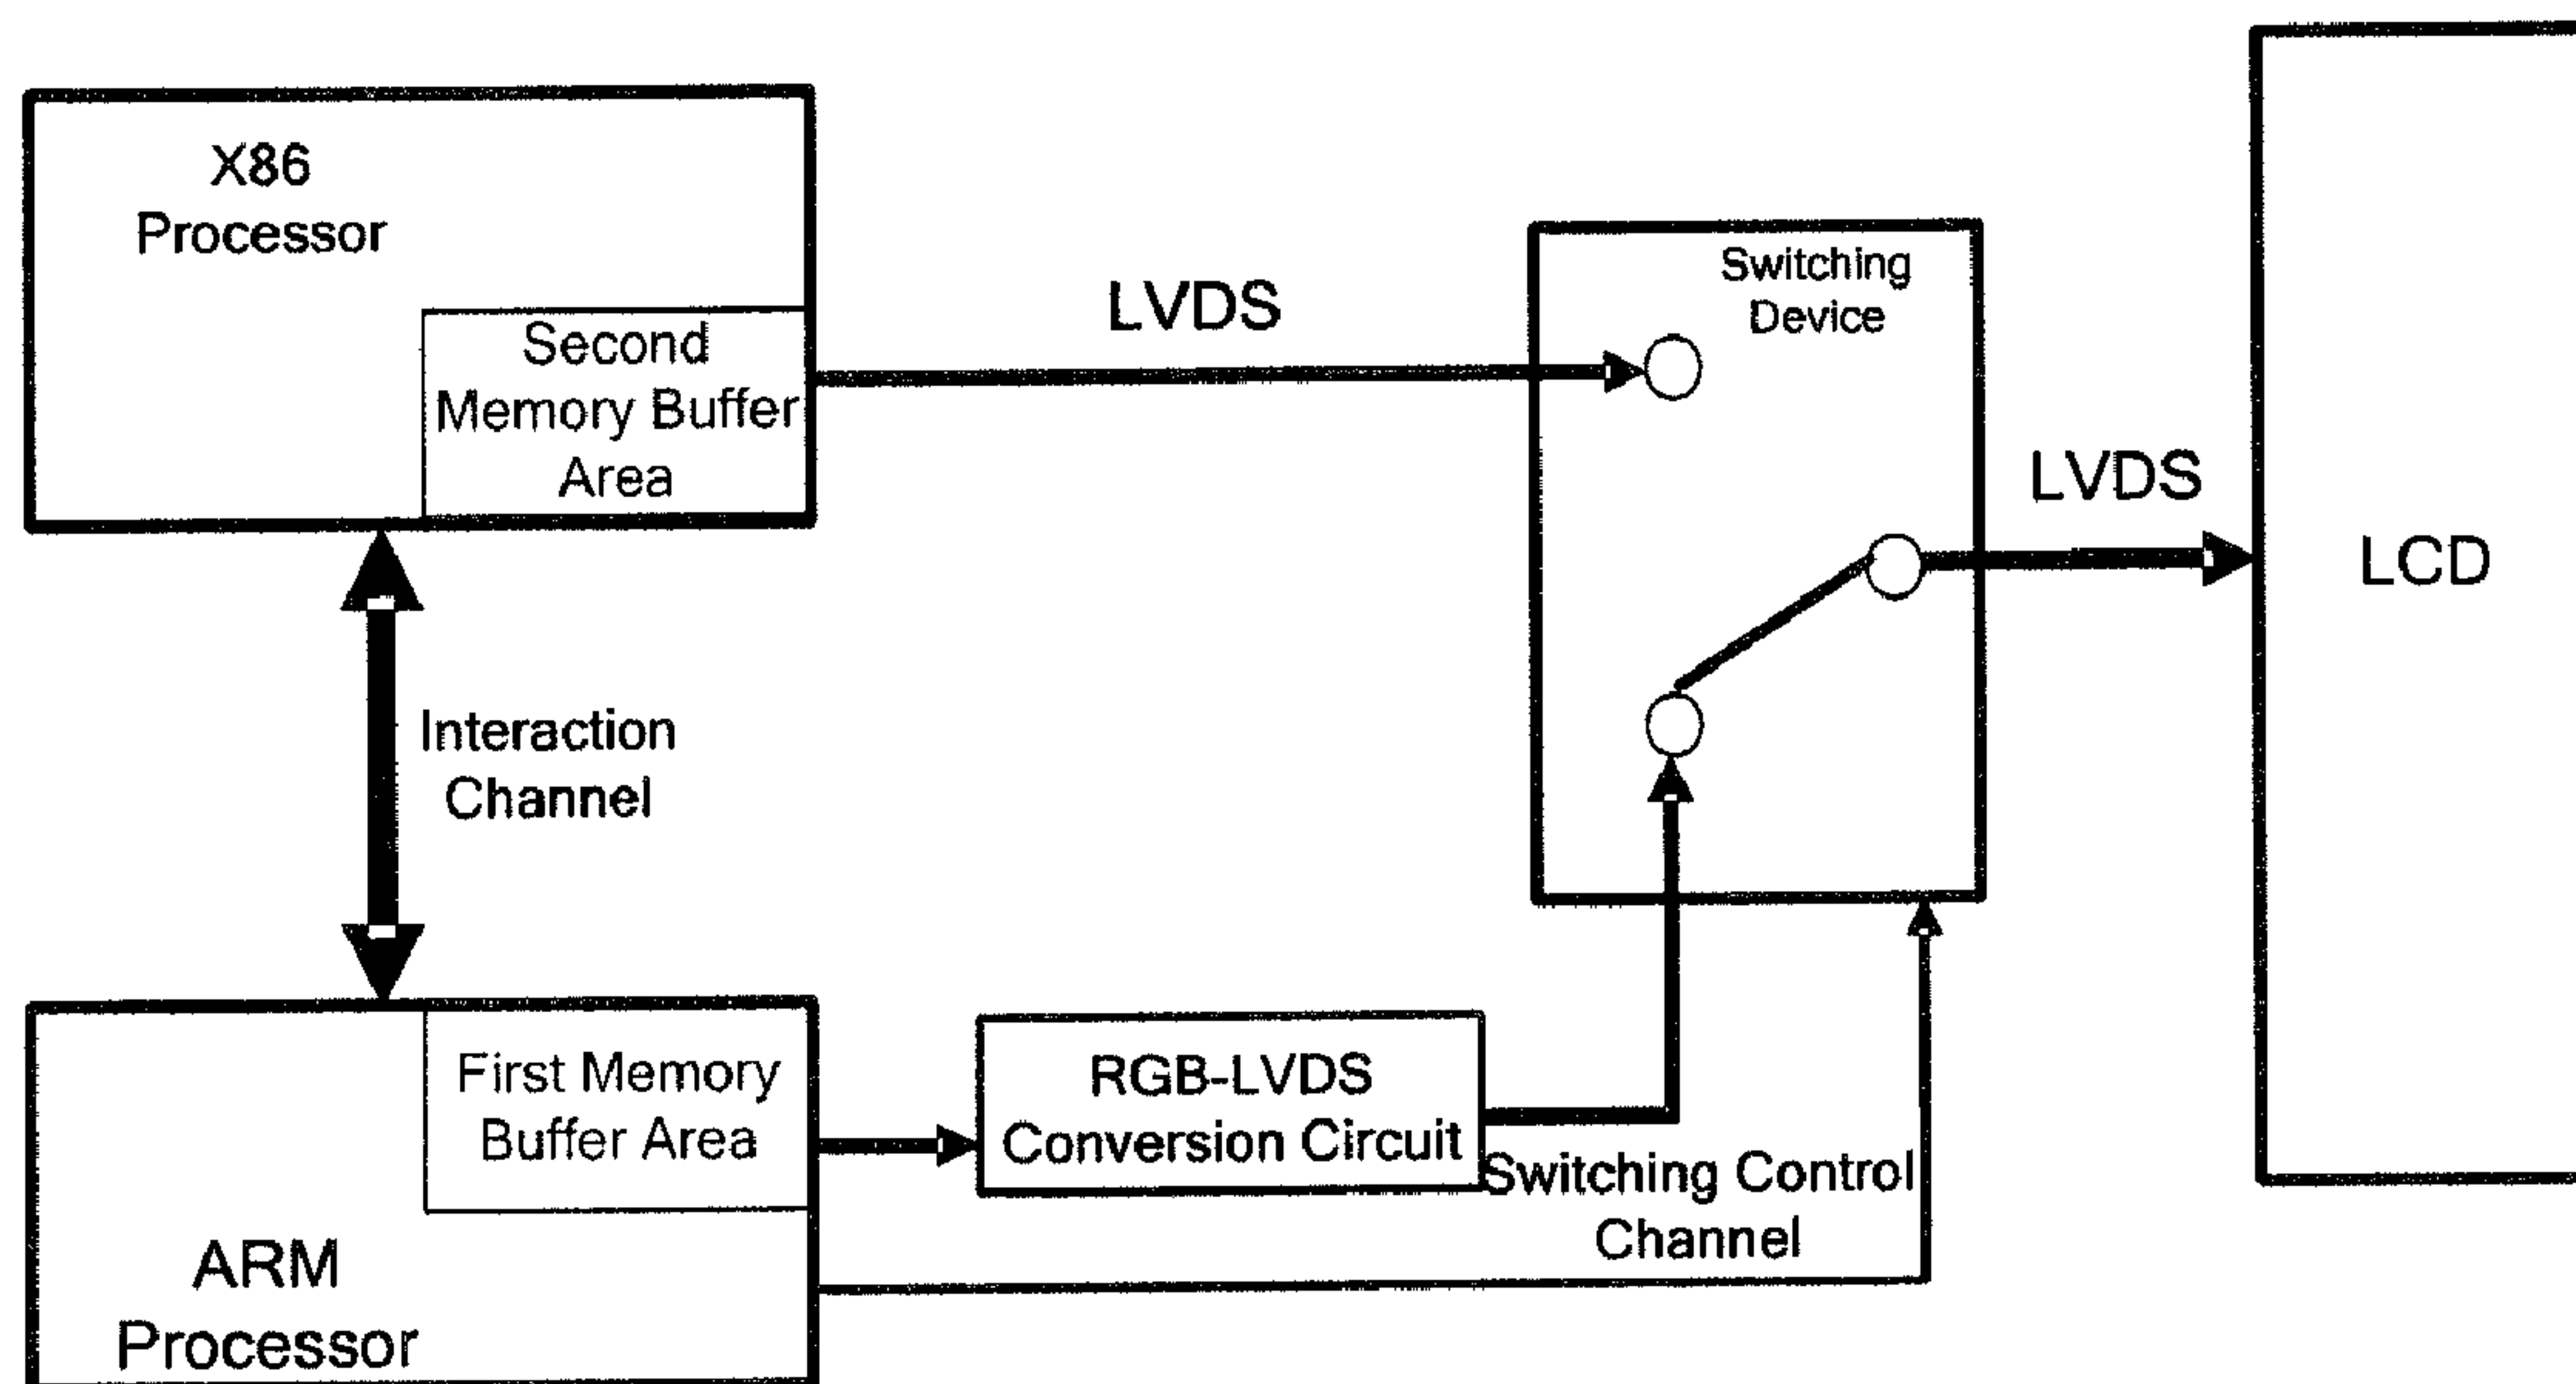 X86
Processor
Second
Memory Buffer
Area
LVDS
Switching
Device
LVDS
LCD
Interaction
Channel
First Memory
Buffer Area
ARM
Processor
RGB-LVDS
Conversion Circuit
Switching Control
Channel